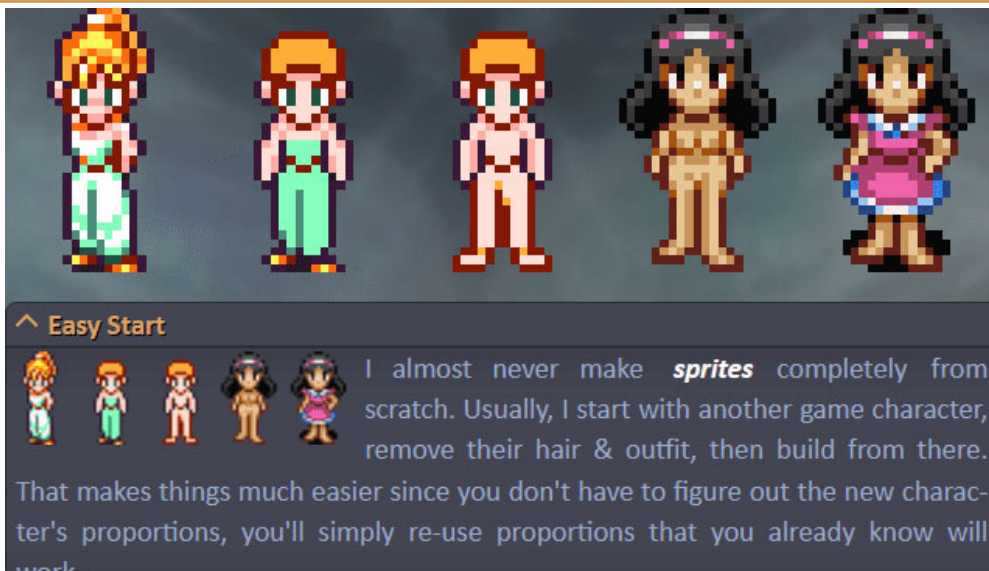 Easy Start
I almost never make sprites completely from
scratch. Usually, I start with another game character,
remove their hair & outfit, then build from there.
That makes things much easier since you don't have to figure out the new charac-
ter's proportions, you'll simply re-use proportions that you already know will
work.